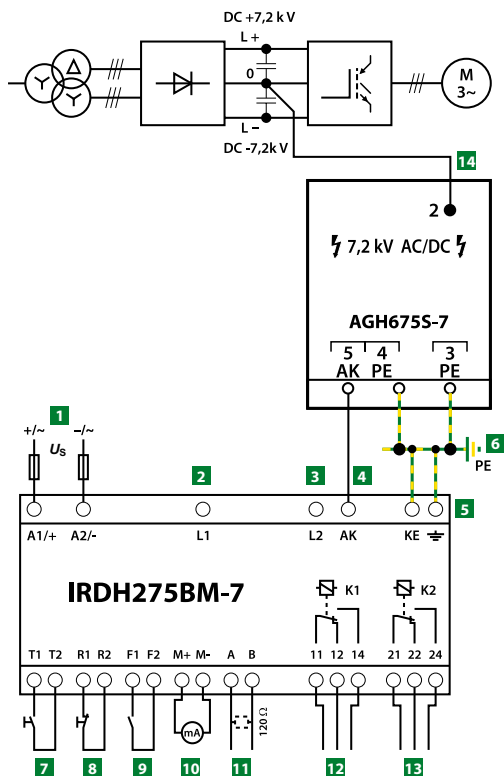 DC +7,2 k V
L +
0
L –
DC -7,2k V
M
3~
14
2
7,2 kV AC/DC
AGH675S-7
5 4 3
AK PE PE
1
+/~ –/~
US
2
3
4
6
PE
5
A1/+ A2/- L1 L2 AK KE
IRDH275BM-7
K1 K2
T1 T2 R1 R2 F1 F2 M+ M- A B 11 12 14 21 22 24
mA
120 Ω
7 8 9 10 11 12 13